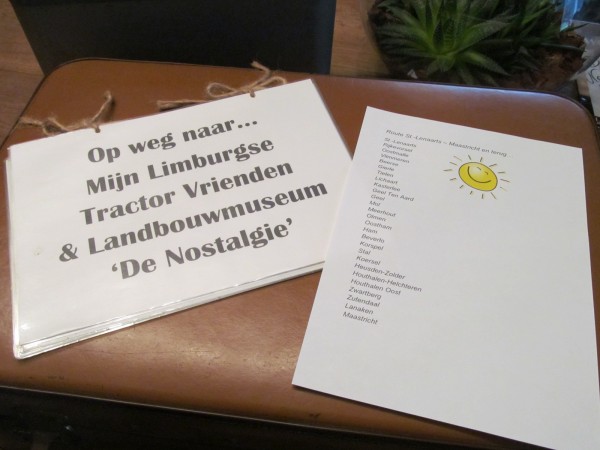 Op weg naar...
Mijn Limburgse
Tractor Vrienden
& Landbouwmuseum
‘De Nostalgie’
Route St.-Lenaarts - Maastricht en terug.
St.-Lenaarts
Rijkevorsel
Oostmalle
Vlimmeren
Beerse
Gierle
Tielen
Lichtaart
Kasterlee
Geel Ten Aard
Geel
Mol
Meerhout
Olmen
Oostham
Ham
Beverlo
Korspel
Stal
Koersel
Heusden-Zolder
Houthalen-Helchteren
Houthalen Oost
Zwartberg
Zutendaal
Lanaken
Maastricht